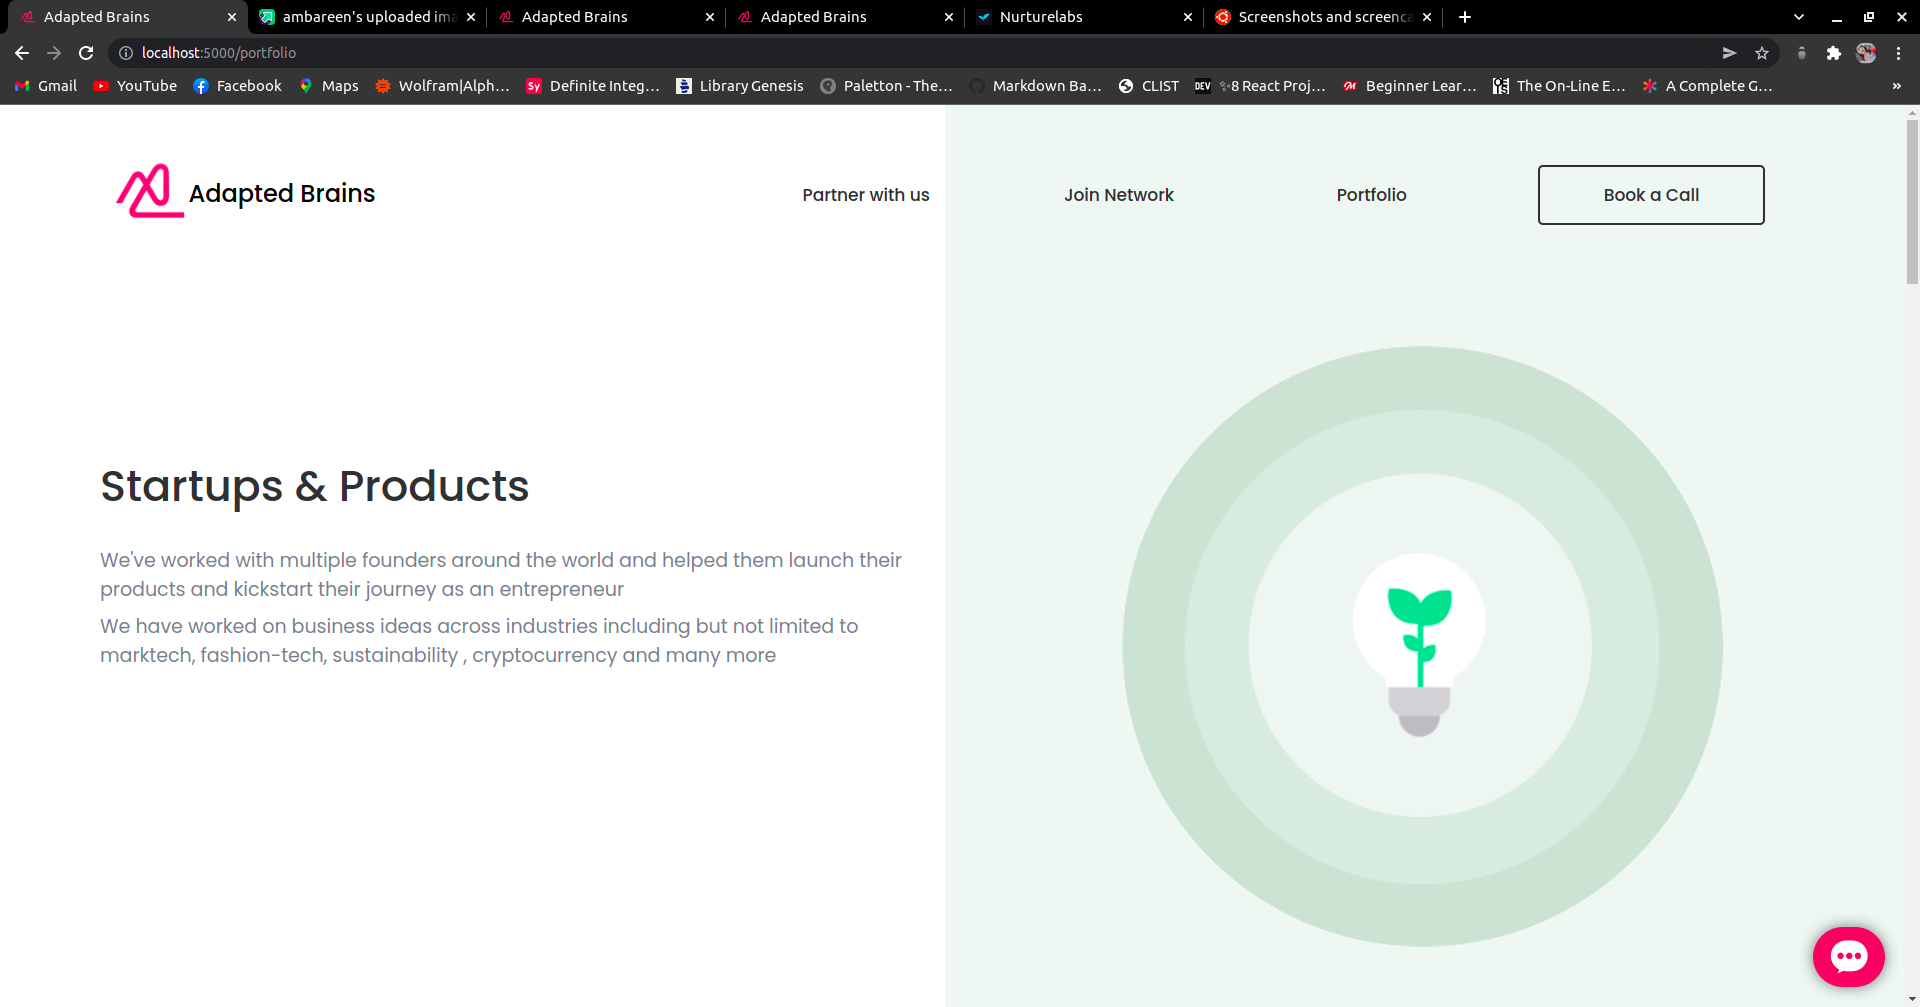 Adapted Brains
ambareen's uploaded ima
Adapted Brains
Adapted Brains
Nurturelabs
Screenshots and screenca
localhost:5000/portfolio
Gmail
YouTube
Facebook
Maps
Wolfram|Alph...
Sy
Definite Integ...
Library Genesis
Paletton - The...
Markdown Ba...
CLIST
DEV
✨8 React Proj...
Beginner Lear...
The On-Line E...
A Complete G...
»
Adapted Brains
Partner with us
Join Network
Portfolio
Book a Call
Startups & Products
We've worked with multiple founders around the world and helped them launch their
products and kickstart their journey as an entrepreneur
We have worked on business ideas across industries including but not limited to
marktech, fashion-tech, sustainability , cryptocurrency and many more